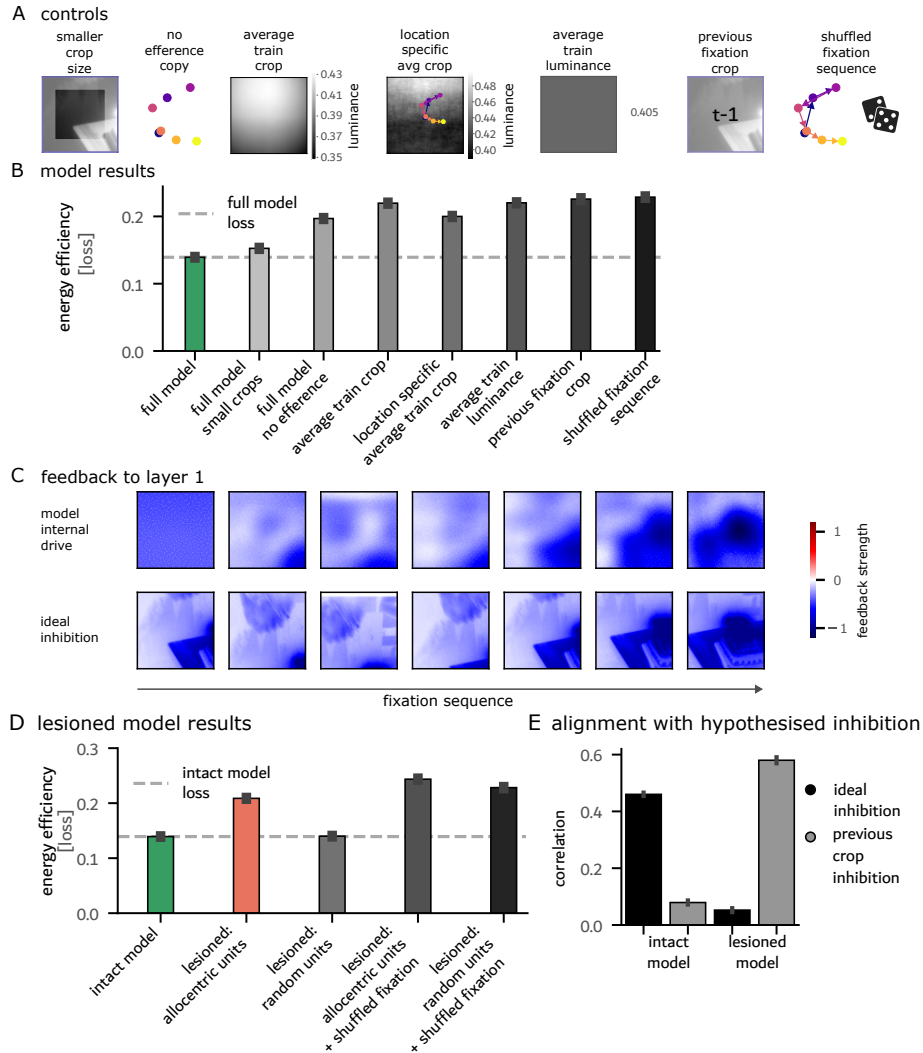 A controls
smaller
crop
size
no
efference
copy
average
train
crop
location
specific
avg crop
average
train
luminance
previous
fixation
crop
shuffled
fixation
sequence
0.43
0.41
0.39
0.37
0.35
luminance
0.48
0.46
0.44
0.42
0.40
luminance
0.405
t-1
B model results
energy efficiency
[loss]
0.2
0.1
0.0
full model
loss
full model
full model
small crops
full model
no efference
average train crop
location specific
average train crop
average train
luminance
previous fixation
crop
shuffled fixation
sequence
C feedback to layer 1
model
internal
drive
ideal
inhibition
1
0
−1
feedback strength
fixation sequence
D lesioned model results
energy efficiency
[loss]
0.3
0.2
0.1
0.0
intact model
loss
intact model
lesioned:
allocentric units
lesioned:
random units
lesioned:
allocentric units
+ shuffled fixation
lesioned:
random units
+ shuffled fixation
E alignment with hypothesised inhibition
correlation
0.6
0.4
0.2
0.0
intact
model
lesioned
model
ideal
inhibition
previous
crop
inhibition